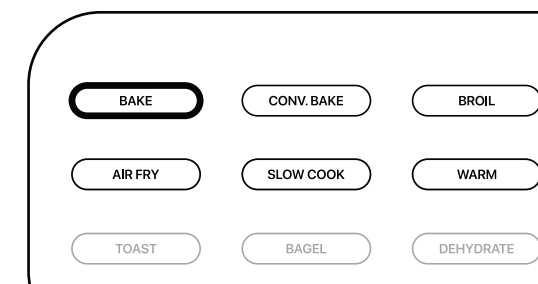 BAKE CONV. BAKE BROIL
AIR FRY SLOW COOK WARM
TOAST BAGEL DEHYDRATE